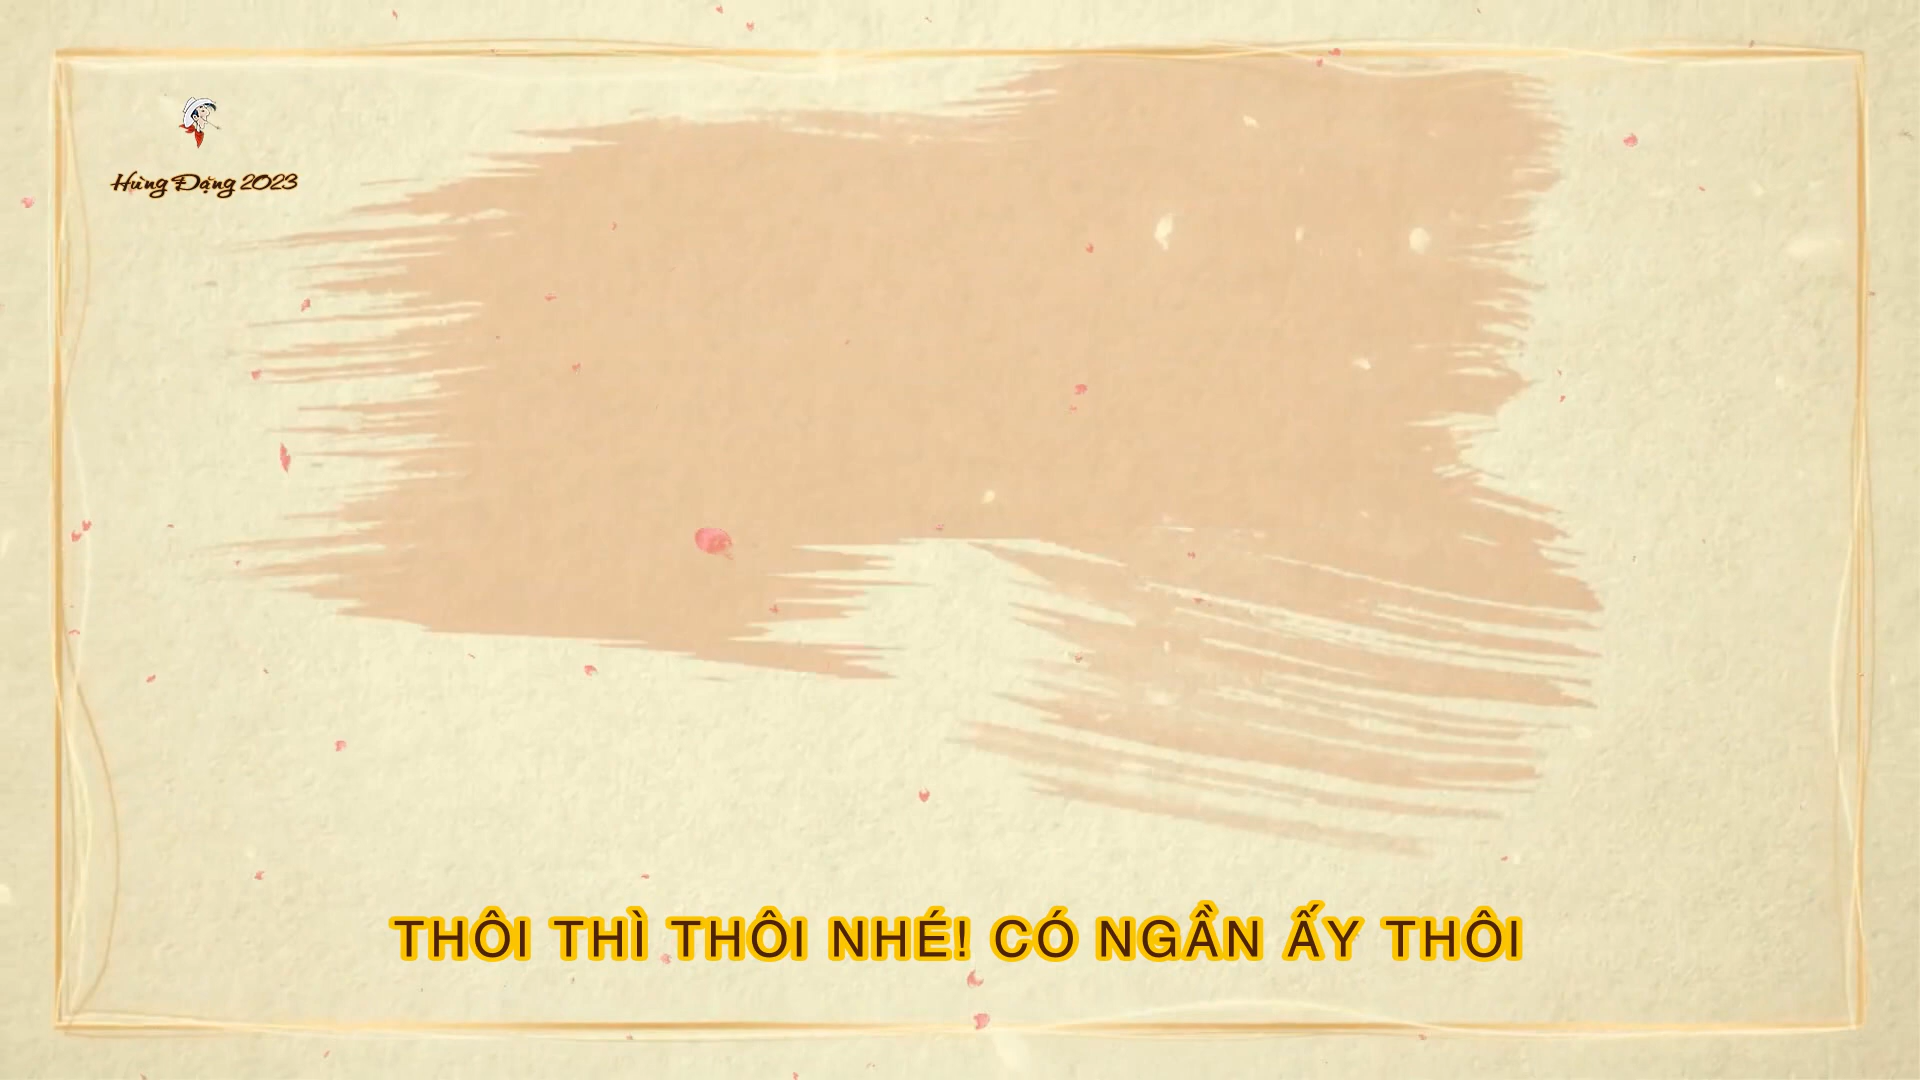 Hùng Đặng 2023
THÔI THÌ THÔI NHÉ! CÓ NGẦN ẤY THÔI